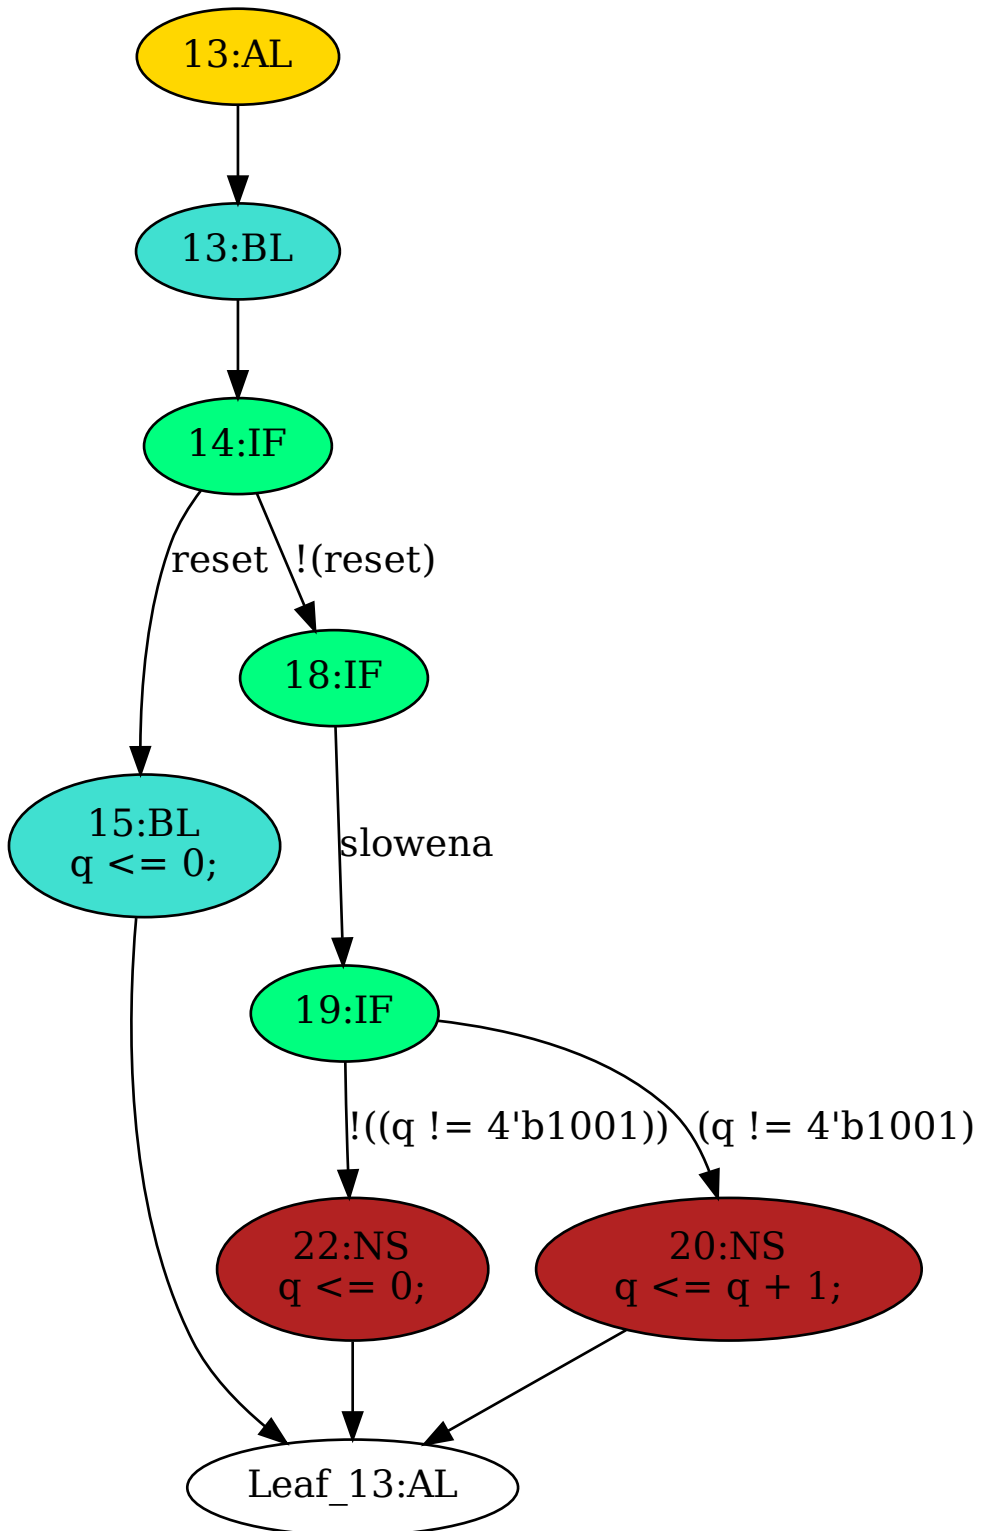 13:AL
13:BL
14:IF
reset
!(reset)
18:IF
15:BL
q <= 0;
slowena
19:IF
!((q != 4'b1001))
(q != 4'b1001)
22:NS
q <= 0;
20:NS
q <= q + 1;
Leaf_13:AL